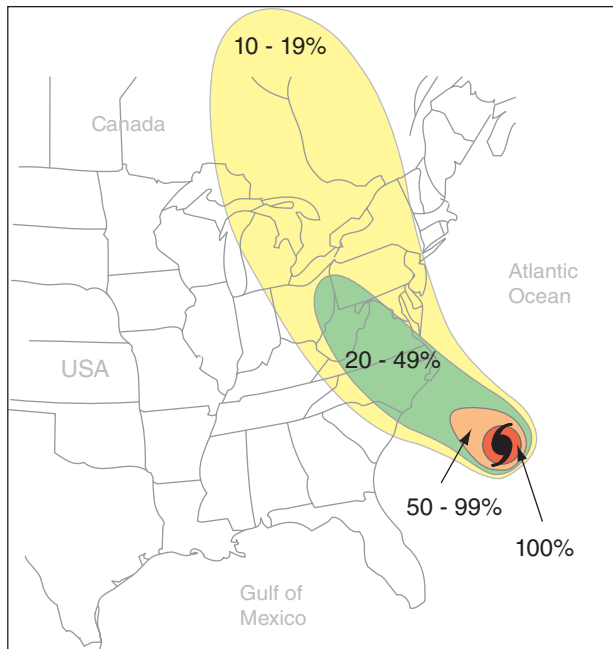 10 - 19%
Canada
Atlantic
Ocean
USA
20 - 49%
50 - 99%
100%
Gulf of
Mexico